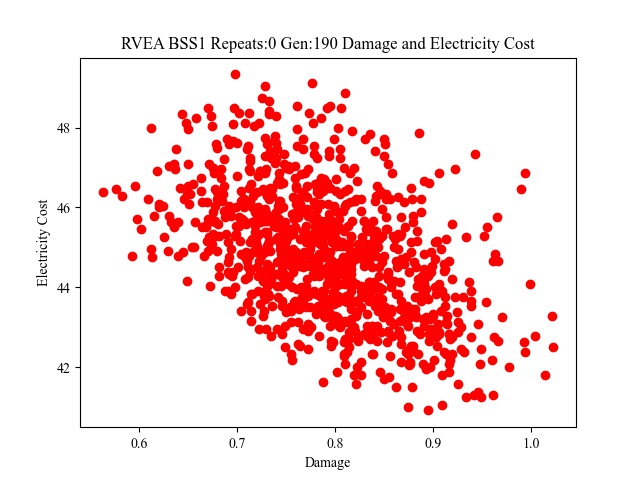 RVEA BSS1 Repeats:0 Gen:190 Damage and Electricity Cost
Electricity Cost
48
46
44
42
0.6 0.7 0.8 0.9 1.0
Damage